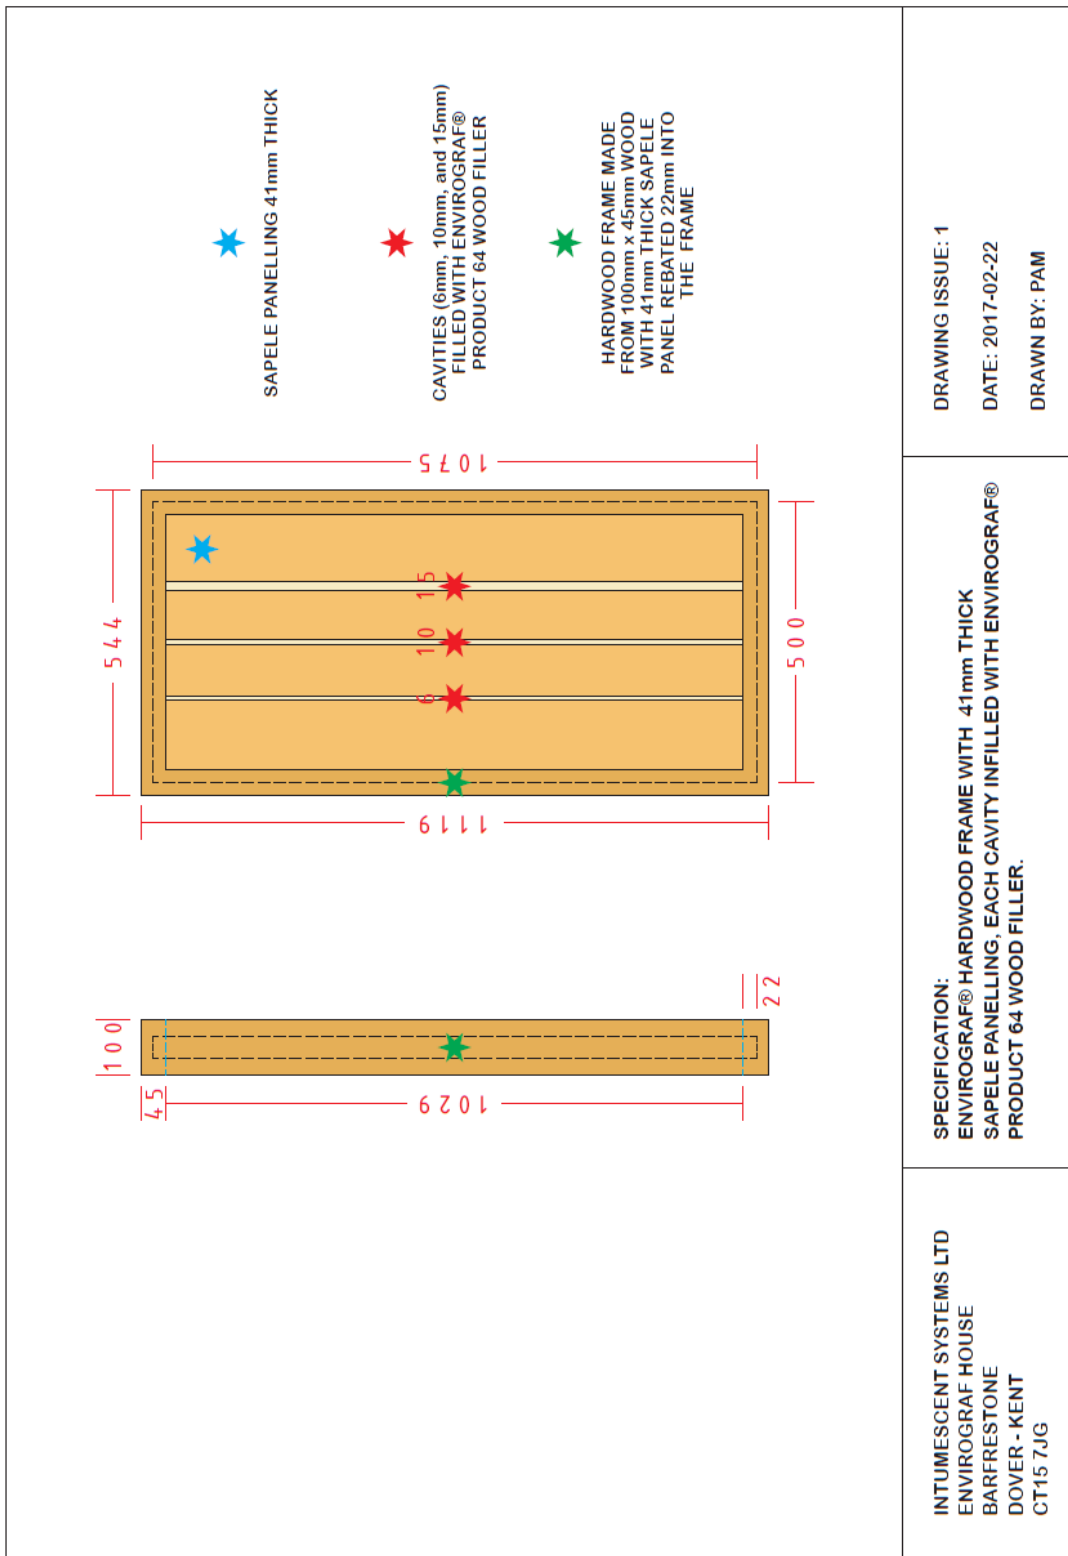 100
45
1029
22
544
1119
6
10
15
1075
500
SAPELE PANELLING 41mm THICK
CAVITIES (6mm, 10mm, and 15mm)
FILLED WITH ENVIROGRAF®
PRODUCT 64 WOOD FILLER
HARDWOOD FRAME MADE
FROM 100mm x 45mm WOOD
WITH 41mm THICK SAPELE
PANEL REBATED 22mm INTO
THE FRAME
INTUMESCENT SYSTEMS LTD
ENVIROGRAF HOUSE
BARFRESTONE
DOVER - KENT
CT15 7JG
SPECIFICATION:
ENVIROGRAF® HARDWOOD FRAME WITH 41mm THICK
SAPELE PANELLING, EACH CAVITY INFILLED WITH ENVIROGRAF®
PRODUCT 64 WOOD FILLER.
DRAWING ISSUE: 1
DATE: 2017-02-22
DRAWN BY: PAM